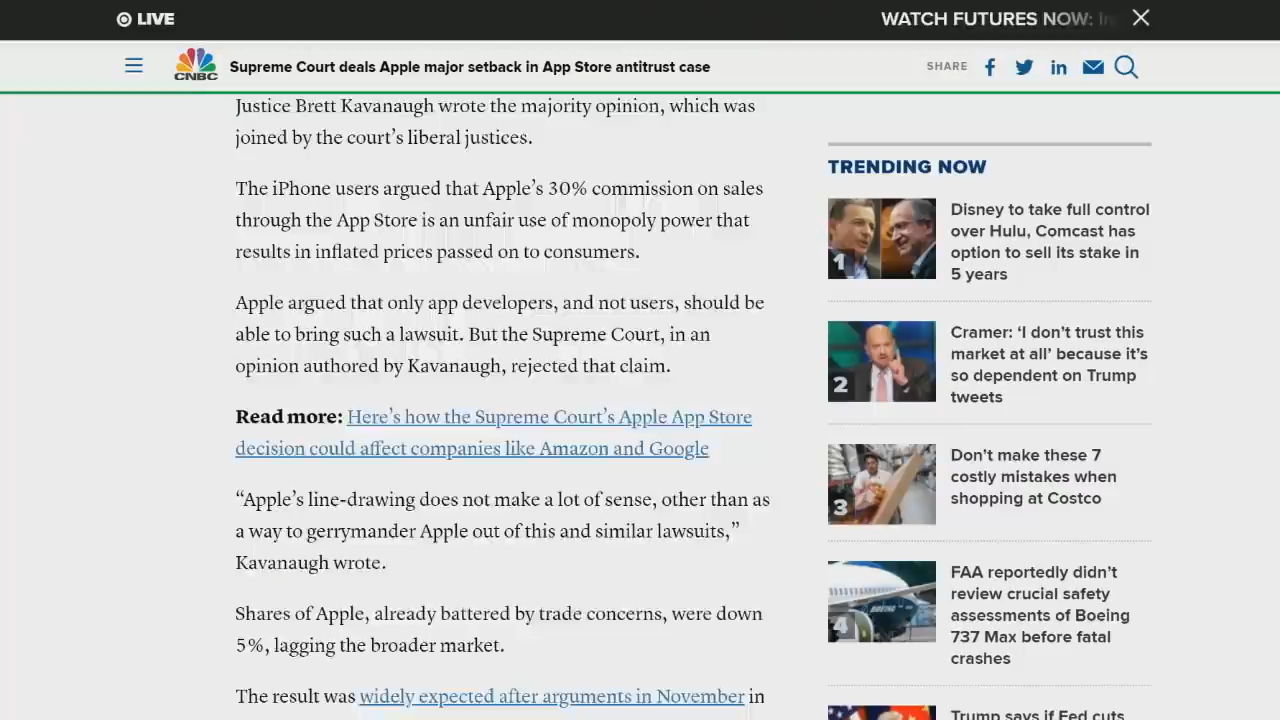 LIVE
WATCH FUTURES NOW:
CNBC
Supreme Court deals Apple major setback in App Store antitrust case
SHARE
Justice Brett Kavanaugh wrote the majority opinion, which was
joined by the court’s liberal justices.
The iPhone users argued that Apple’s 30% commission on sales
through the App Store is an unfair use of monopoly power that
results in inflated prices passed on to consumers.
Apple argued that only app developers, and not users, should be
able to bring such a lawsuit. But the Supreme Court, in an
opinion authored by Kavanaugh, rejected that claim.
Read more: Here’s how the Supreme Court’s Apple App Store
decision could affect companies like Amazon and Google
“Apple’s line-drawing does not make a lot of sense, other than as
a way to gerrymander Apple out of this and similar lawsuits,”
Kavanaugh wrote.
Shares of Apple, already battered by trade concerns, were down
5%, lagging the broader market.
The result was widely expected after arguments in November in
TRENDING NOW
1
Disney to take full control
over Hulu, Comcast has
option to sell its stake in
5 years
2
Cramer: ‘I don’t trust this
market at all’ because it’s
so dependent on Trump
tweets
3
Don’t make these 7
costly mistakes when
shopping at Costco
4
FAA reportedly didn’t
review crucial safety
assessments of Boeing
737 Max before fatal
crashes
Trump says if Fed cuts